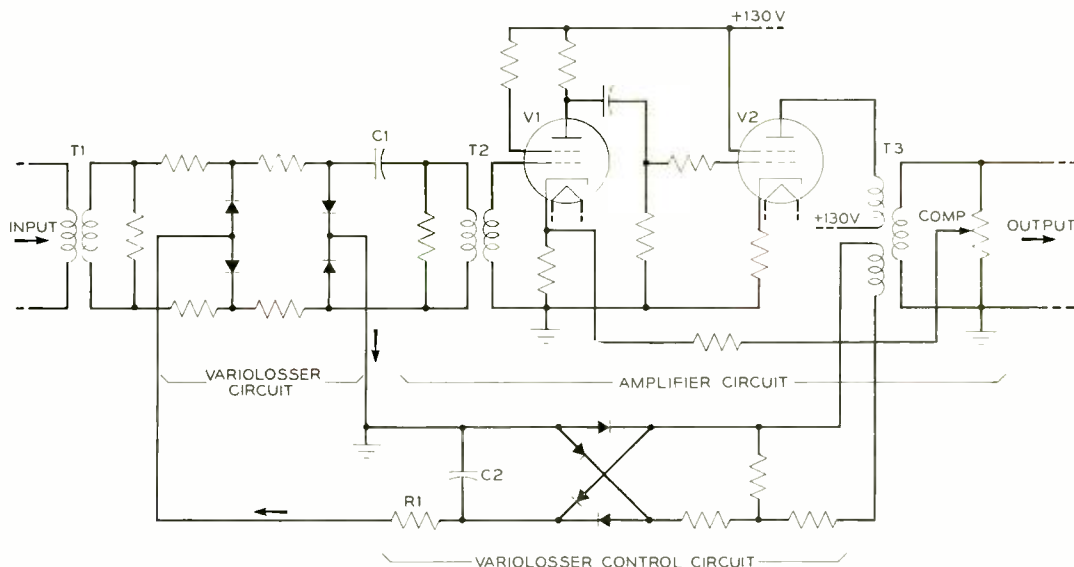 +130V
V1
V2
C1
T1
T2
T3
INPUT
+130V
COMP
OUTPUT
VARIOLOSSER
CIRCUIT
AMPLIFIER CIRCUIT
C2
R1
VARIOLOSSER CONTROL CIRCUIT